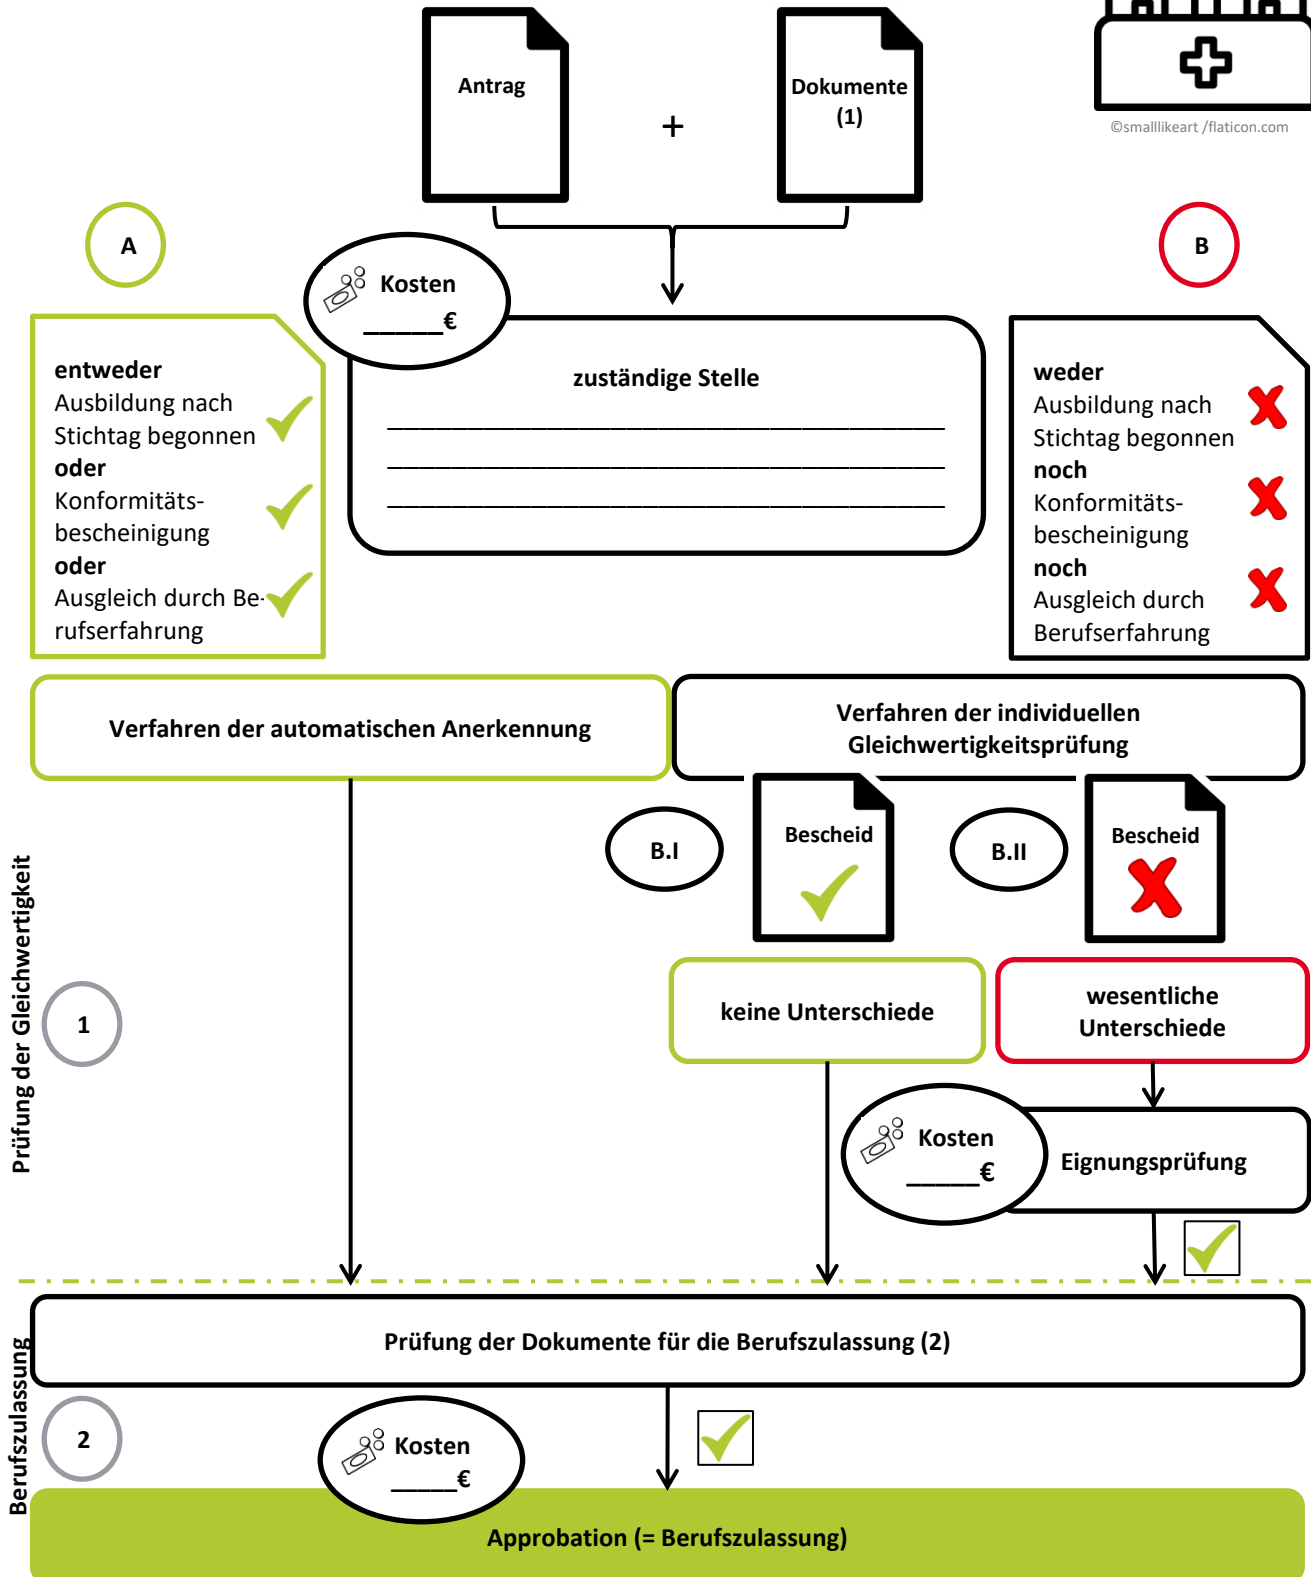 Antrag
+
Dokumente
(1)
©smalllikeart /flaticon.com
A
B
Kosten
_____€
zuständige Stelle
entweder
Ausbildung nach
Stichtag begonnen
oder
Konformitäts-
bescheinigung
oder
Ausgleich durch Be-
rufserfahrung
weder
Ausbildung nach
Stichtag begonnen
noch
Konformitäts-
bescheinigung
noch
Ausgleich durch
Berufserfahrung
Verfahren der automatischen Anerkennung
Verfahren der individuellen
Gleichwertigkeitsprüfung
B.I
Bescheid
B.II
Bescheid
Prüfung der Gleichwertigkeit
1
keine Unterschiede
wesentliche
Unterschiede
Kosten
_____€
Eignungsprüfung
Prüfung der Dokumente für die Berufszulassung (2)
Berufszulassung
2
Kosten
_____€
Approbation (= Berufszulassung)